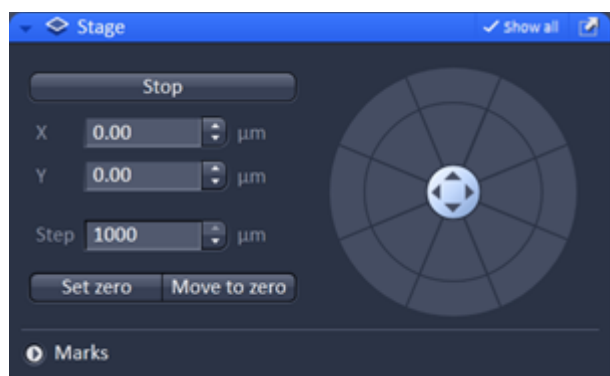 Stage
Show all
Stop
X 0.00 µm
Y 0.00 µm
Step 1000 µm
Set zero Move to zero
Marks